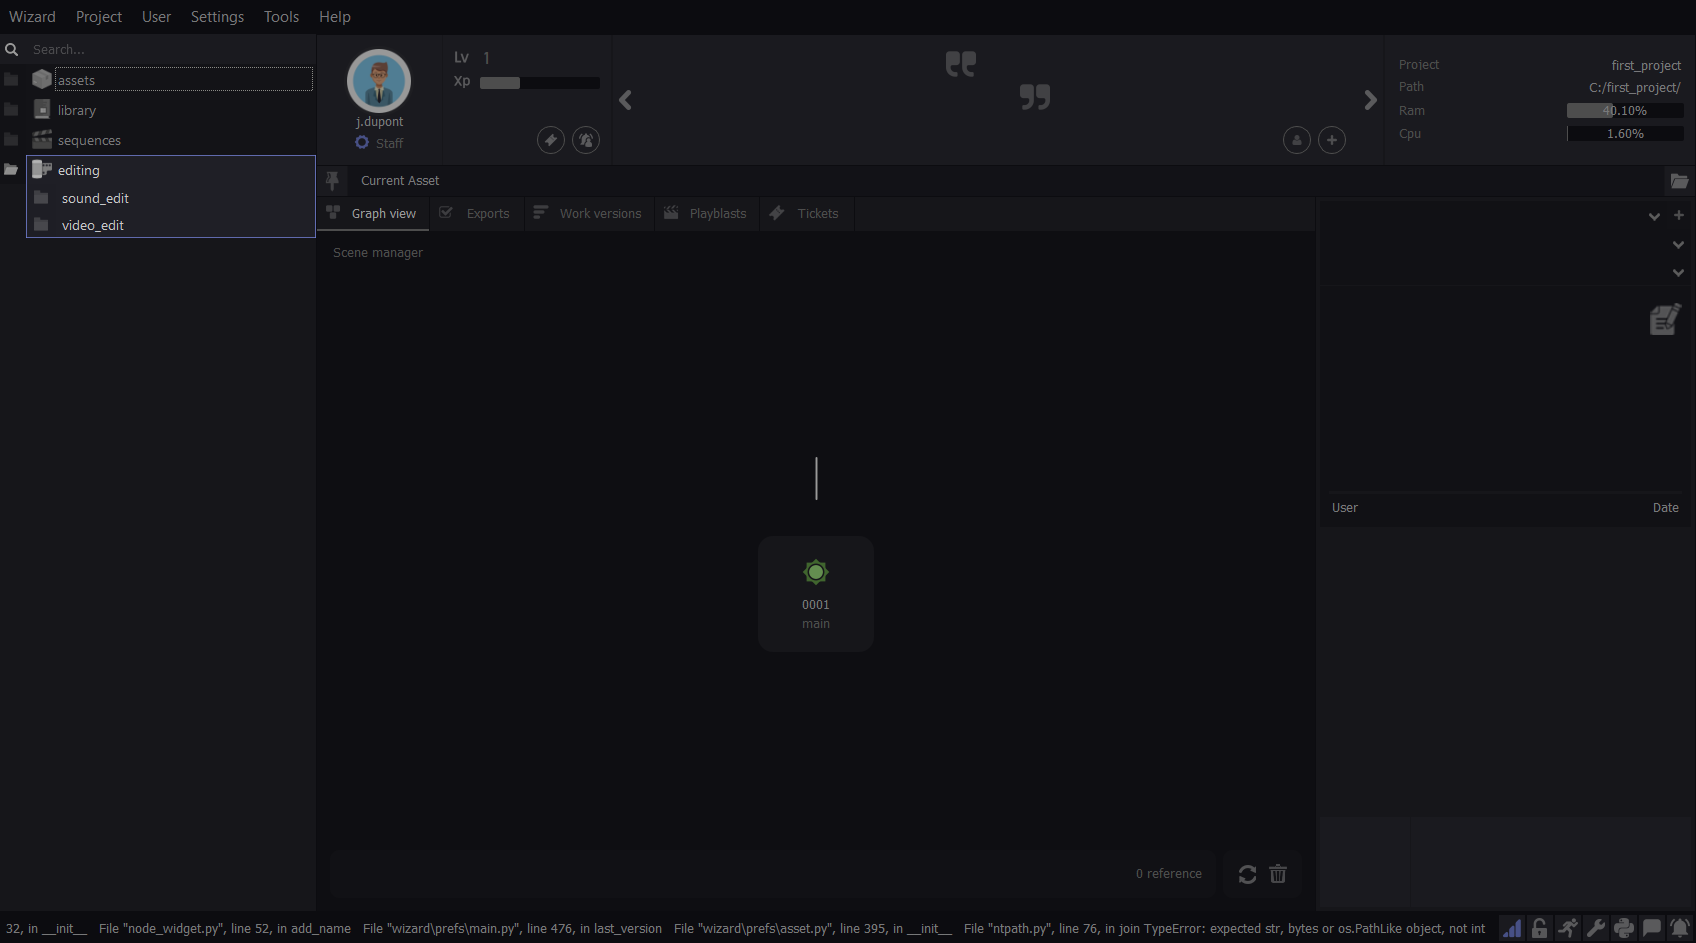 Wizard Project User Settings Tools Help
Search...
assets
library
sequences
editing
sound_edit
video_edit
j.dupont
Staff
Lv 1
Xp
Project first_project
Path C:/first_project/
Ram 40.10%
Cpu 1.60%
Current Asset
Graph view Exports Work versions Playblasts Tickets
Scene manager
0001
main
User Date
0 reference
32, in __init__ File "node_widget.py", line 52, in add_name File "wizard\prefs\main.py", line 476, in last_version File "wizard\prefs\asset.py", line 395, in __init__ File "ntpath.py", line 76, in join TypeError: expected str, bytes or os.PathLike object, not int